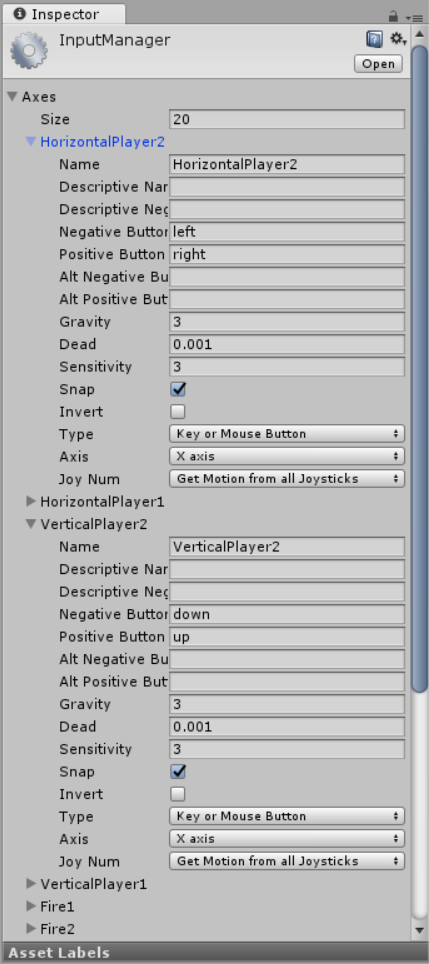 Inspector
InputManager
Open
Axes
Size 20
HorizontalPlayer2
Name HorizontalPlayer2
Descriptive Nar
Descriptive Neg
Negative Button left
Positive Button right
Alt Negative Bu
Alt Positive But
Gravity 3
Dead 0.001
Sensitivity 3
Snap
Invert
Type Key or Mouse Button
Axis X axis
Joy Num Get Motion from all Joysticks
HorizontalPlayer1
VerticalPlayer2
Name VerticalPlayer2
Descriptive Nar
Descriptive Neg
Negative Button down
Positive Button up
Alt Negative Bu
Alt Positive But
Gravity 3
Dead 0.001
Sensitivity 3
Snap
Invert
Type Key or Mouse Button
Axis X axis
Joy Num Get Motion from all Joysticks
VerticalPlayer1
Fire1
Fire2
Asset Labels